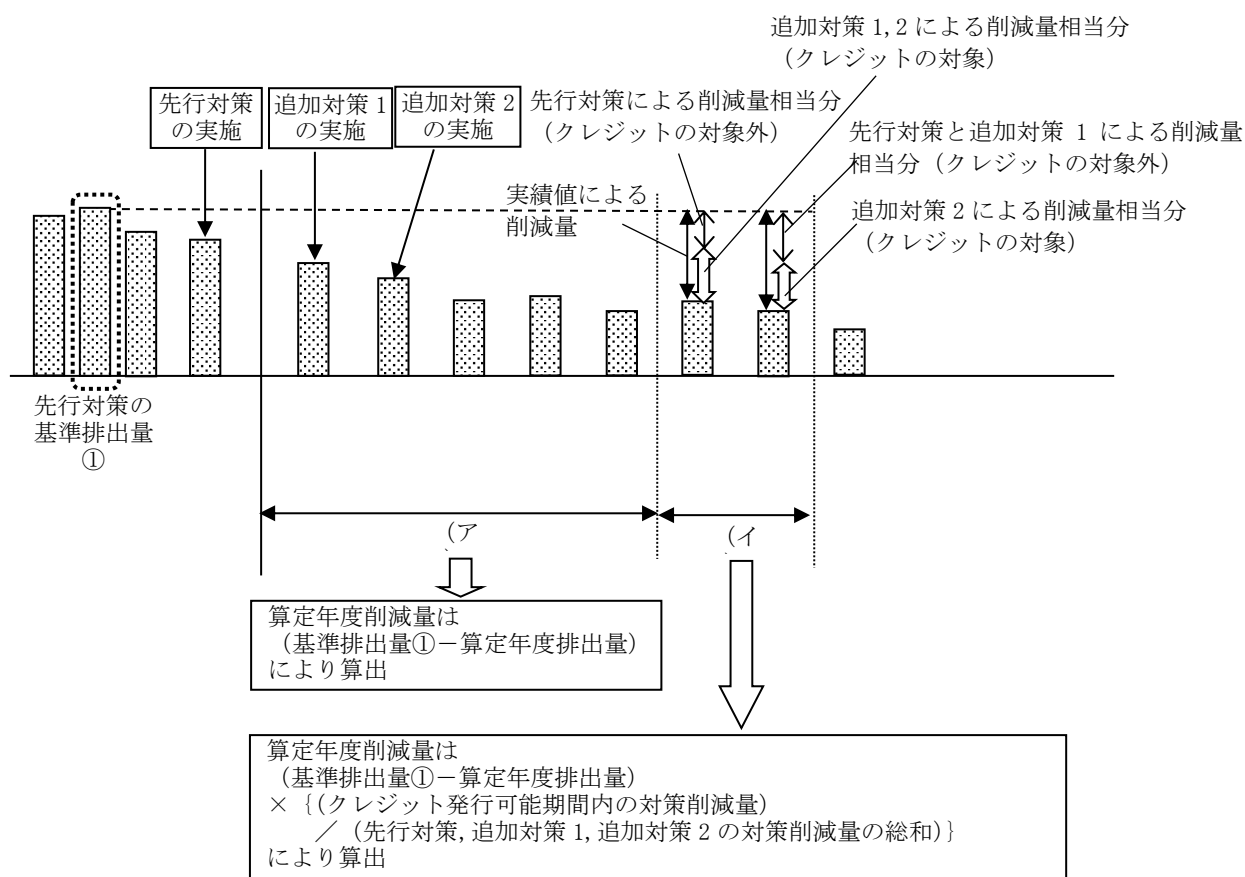 追加対策 1,2 による削減量相当分
（クレジットの対象）
先行対策
の実施
追加対策 1
の実施
追加対策 2
の実施
先行対策による削減量相当分
（クレジットの対象外）
先行対策と追加対策 1 による削減量
相当分（クレジットの対象外）
実績値による
削減量
追加対策 2 による削減量相当分
（クレジットの対象）
先行対策の
基準排出量
①
（ア
（イ
算定年度削減量は
（基準排出量①－算定年度排出量）
により算出
算定年度削減量は
（基準排出量①－算定年度排出量）
×｛（クレジット発行可能期間内の対策削減量）
／（先行対策, 追加対策 1, 追加対策 2 の対策削減量の総和）｝
により算出